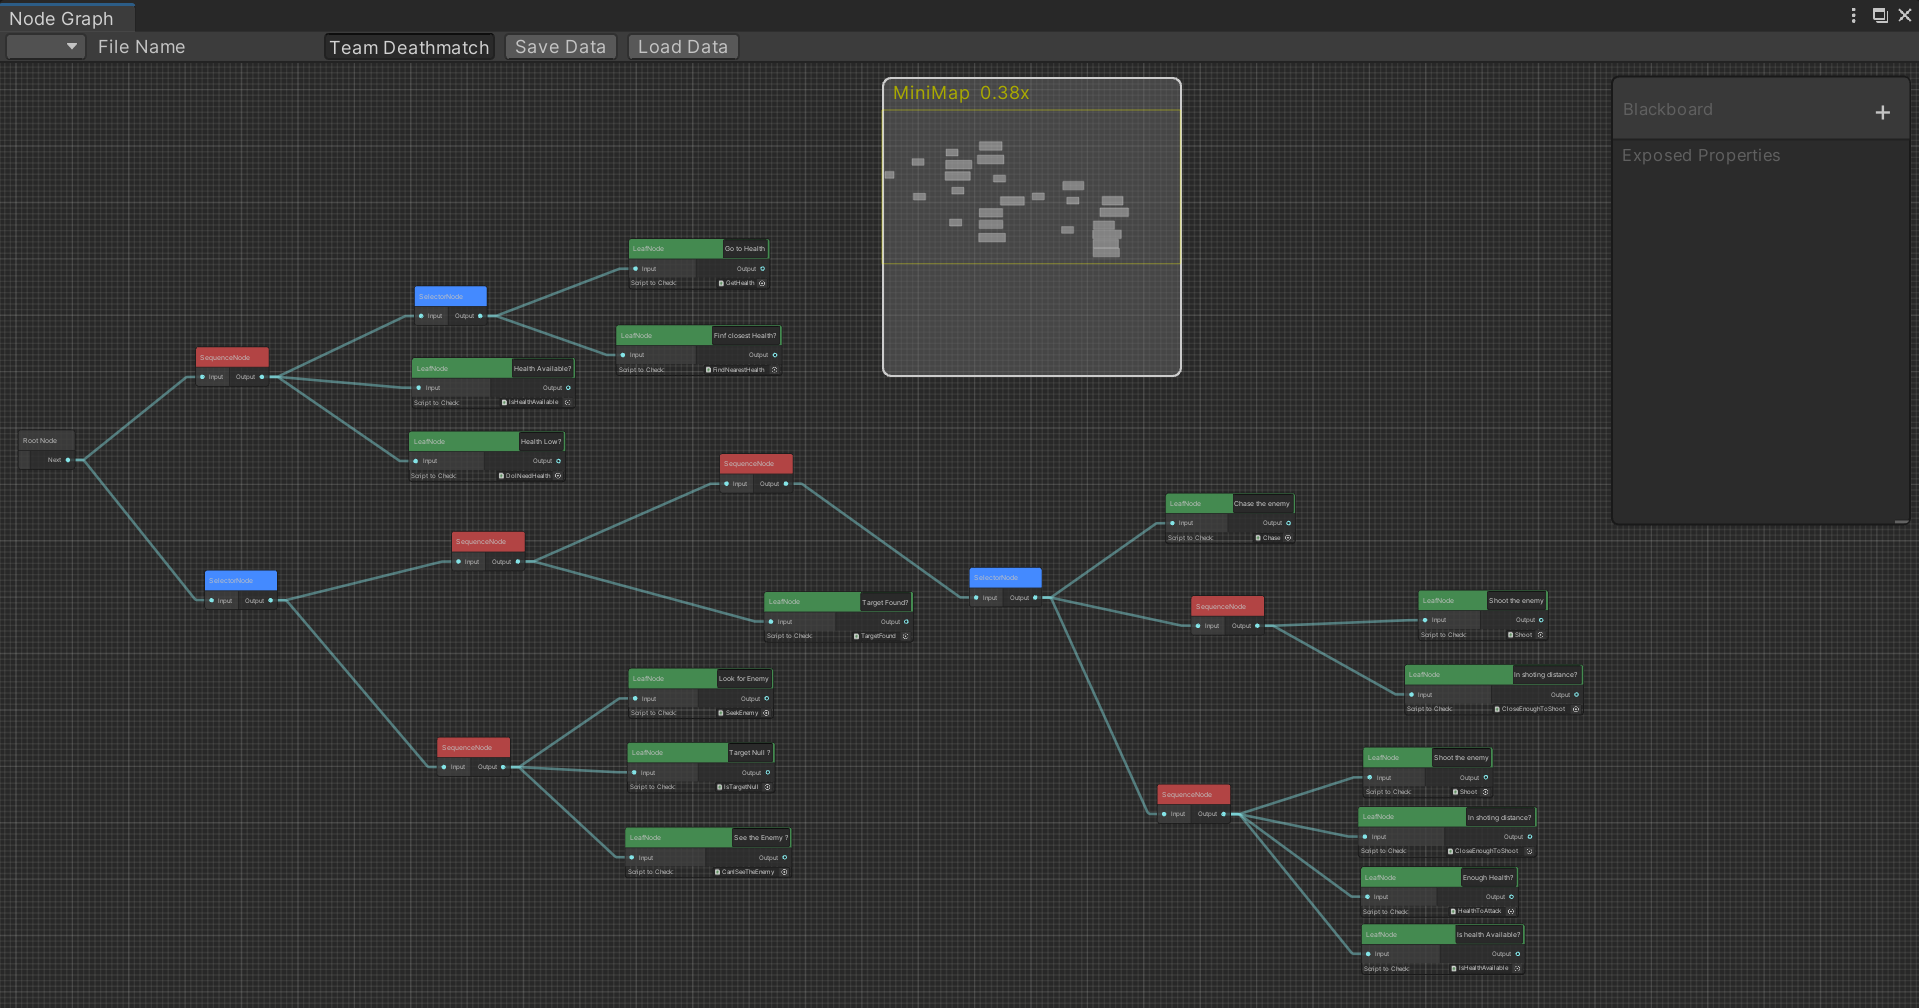 Node Graph
File Name
Team Deathmatch
Save Data
Load Data
MiniMap 0.38x
Blackboard
+
Exposed Properties
LeafNode Go to Health
Input Output
Script to Check: GetHealth
SelectorNode
Input Output
LeafNode Finf closest Health?
Input Output
Script to Check: FindNearestHealth
SequenceNode
Input Output
LeafNode Health Available?
Input Output
Script to Check: IsHealthAvailable
Root Node
Next
LeafNode Health Low?
Input Output
Script to Check: DoINeedHealth
SequenceNode
Input Output
LeafNode Chase the enemy
Input Output
Script to Check: Chase
SequenceNode
Input Output
SelectorNode
Input Output
SelectorNode
Input Output
LeafNode Target Found?
Input Output
Script to Check: TargetFound
SequenceNode
Input Output
LeafNode Shoot the enemy
Input Output
Script to Check: Shoot
LeafNode In shoting distance?
Input Output
Script to Check: CloseEnoughToShoot
LeafNode Look for Enemy
Input Output
Script to Check: SeekEnemy
SequenceNode
Input Output
LeafNode Target Null ?
Input Output
Script to Check: IsTargetNull
LeafNode See the Enemy ?
Input Output
Script to Check: CanISeeTheEnemy
SequenceNode
Input Output
LeafNode Shoot the enemy
Input Output
Script to Check: Shoot
LeafNode In shoting distance?
Input Output
Script to Check: CloseEnoughToShoot
LeafNode Enough Health?
Input Output
Script to Check: HealthToAttack
LeafNode Is health Available?
Input Output
Script to Check: IsHealthAvailable